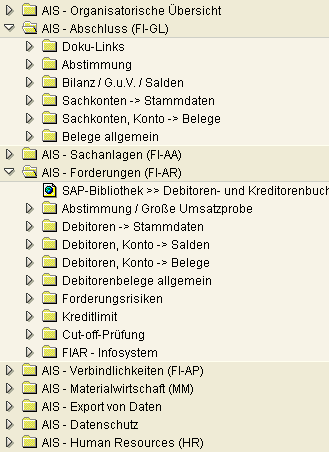 AIS - Organisatorische Übersicht
AIS - Abschluss (FI-GL)
Doku-Links
Abstimmung
Bilanz / G.u.V. / Salden
Sachkonten -> Stammdaten
Sachkonten, Konto -> Belege
Belege allgemein
AIS - Sachanlagen (FI-AA)
AIS - Forderungen (FI-AR)
SAP-Bibliothek >> Debitoren- und Kreditorenbuch
Abstimmung / Große Umsatzprobe
Debitoren -> Stammdaten
Debitoren, Konto -> Salden
Debitoren, Konto -> Belege
Debitorenbelege allgemein
Forderungsrisiken
Kreditlimit
Cut-off-Prüfung
FIAR - Infosystem
AIS - Verbindlichkeiten (FI-AP)
AIS - Materialwirtschaft (MM)
AIS - Export von Daten
AIS - Datenschutz
AIS - Human Resources (HR)